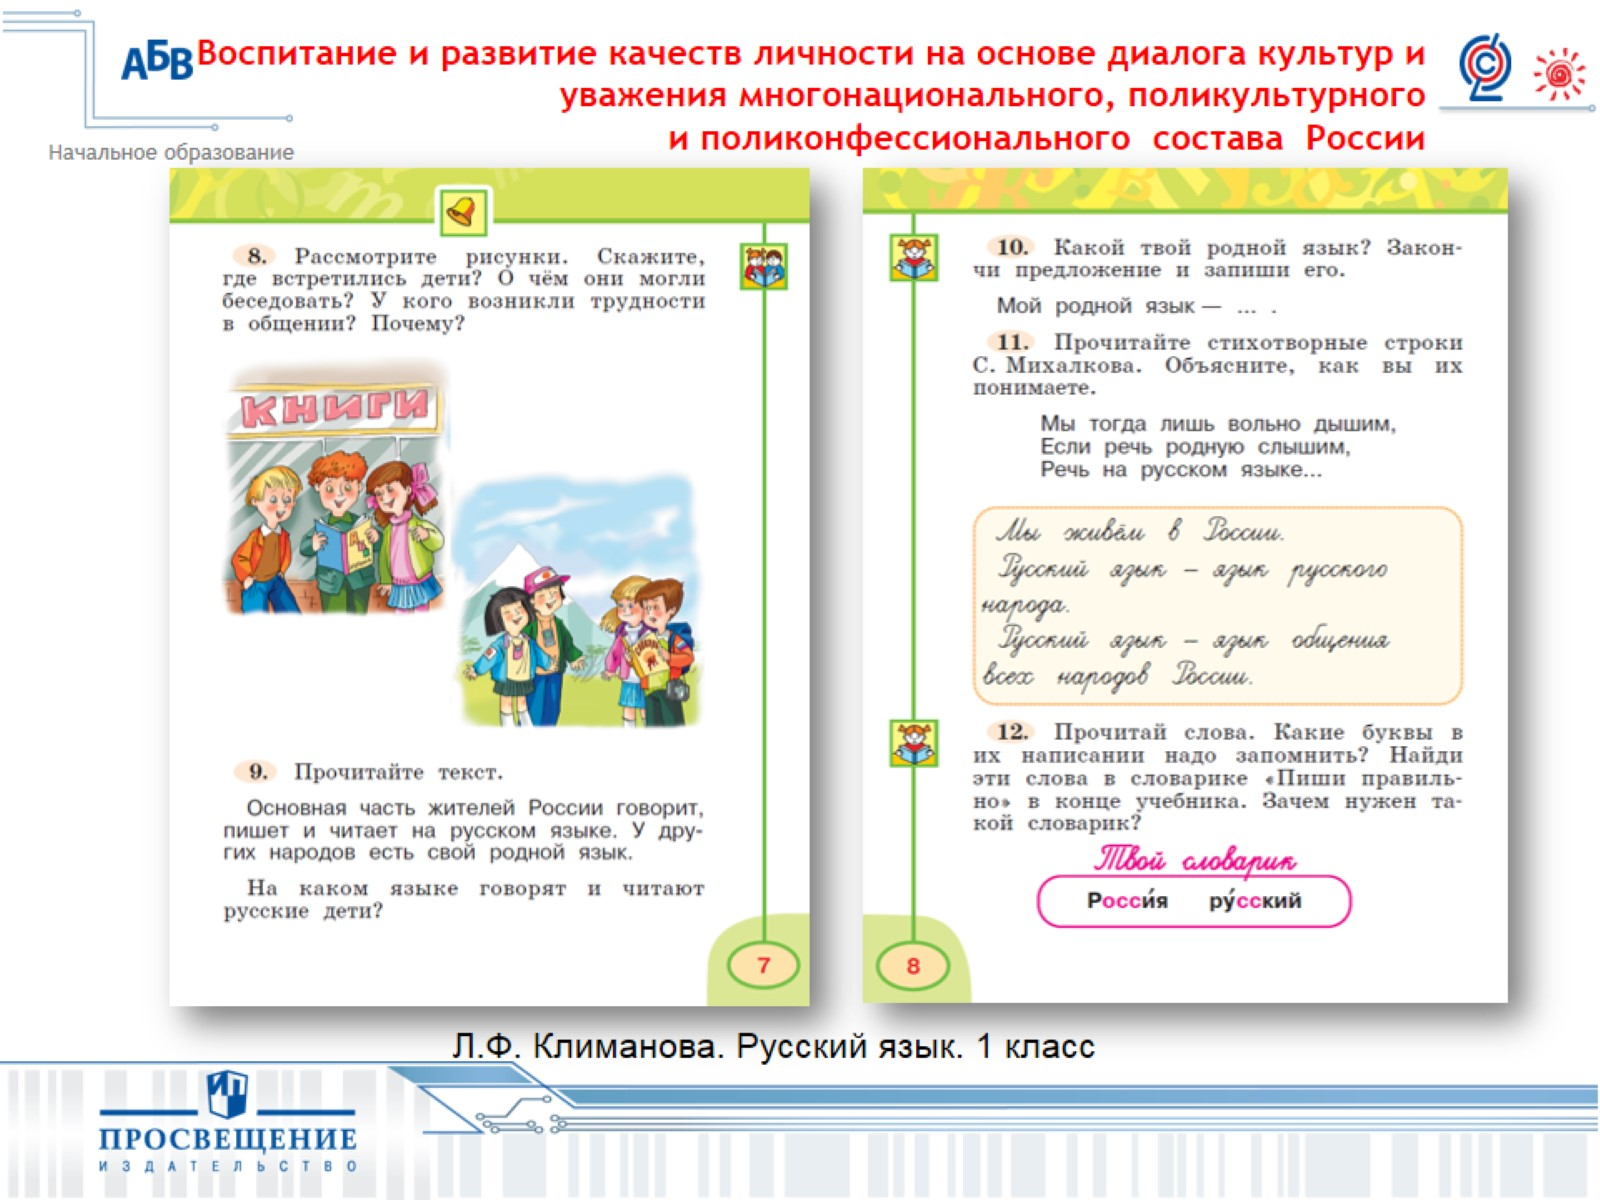 АБВ
Воспитание и развитие качеств личности на основе диалога культур и
уважения многонационального, поликультурного
и поликонфессионального состава России
Начальное образование
8. Рассмотрите рисунки. Скажите,
где встретились дети? О чём они могли
беседовать? У кого возникли трудности
в общении? Почему?
КНИГИ
9. Прочитайте текст.
Основная часть жителей России говорит,
пишет и читает на русском языке. У дру-
гих народов есть свой родной язык.
На каком языке говорят и читают
русские дети?
7
10. Какой твой родной язык? Закон-
чи предложение и запиши его.
Мой родной язык — ... .
11. Прочитайте стихотворные строки
С. Михалкова. Объясните, как вы их
понимаете.
Мы тогда лишь вольно дышим,
Если речь родную слышим,
Речь на русском языке...
Мы живём в России.
Русский язык – язык русского
народа.
Русский язык – язык общения
всех народов России.
12. Прочитай слова. Какие буквы в
их написании надо запомнить? Найди
эти слова в словарике «Пиши правиль-
но» в конце учебника. Зачем нужен та-
кой словарик?
Твой словарик
Росси́я ру́сский
8
Л.Ф. Климанова. Русский язык. 1 класс
ИП
ПРОСВЕЩЕНИЕ
ИЗДАТЕЛЬСТВО